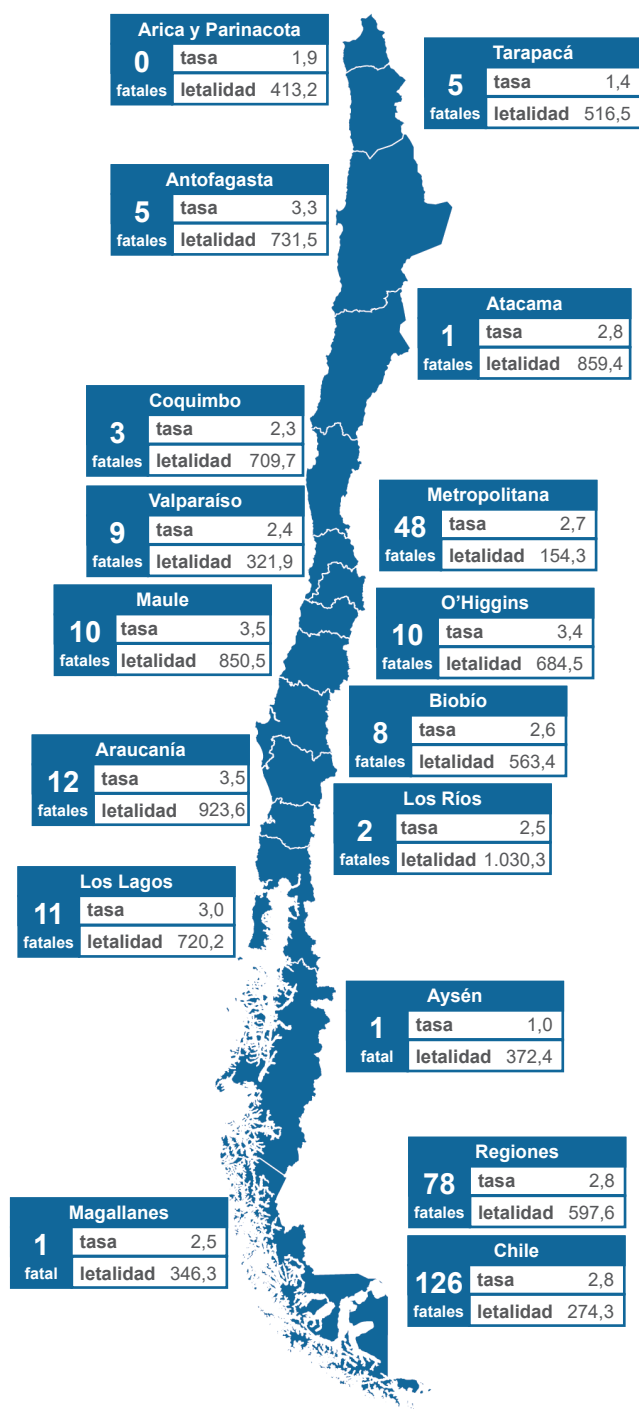 Arica y Parinacota
0 fatales
tasa 1,9
letalidad 413,2
Tarapacá
5 fatales
tasa 1,4
letalidad 516,5
Antofagasta
5 fatales
tasa 3,3
letalidad 731,5
Atacama
1 fatales
tasa 2,8
letalidad 859,4
Coquimbo
3 fatales
tasa 2,3
letalidad 709,7
Valparaíso
9 fatales
tasa 2,4
letalidad 321,9
Metropolitana
48 fatales
tasa 2,7
letalidad 154,3
Maule
10 fatales
tasa 3,5
letalidad 850,5
O’Higgins
10 fatales
tasa 3,4
letalidad 684,5
Biobío
8 fatales
tasa 2,6
letalidad 563,4
Araucanía
12 fatales
tasa 3,5
letalidad 923,6
Los Ríos
2 fatales
tasa 2,5
letalidad 1.030,3
Los Lagos
11 fatales
tasa 3,0
letalidad 720,2
Aysén
1 fatal
tasa 1,0
letalidad 372,4
Regiones
78 fatales
tasa 2,8
letalidad 597,6
Magallanes
1 fatal
tasa 2,5
letalidad 346,3
Chile
126 fatales
tasa 2,8
letalidad 274,3